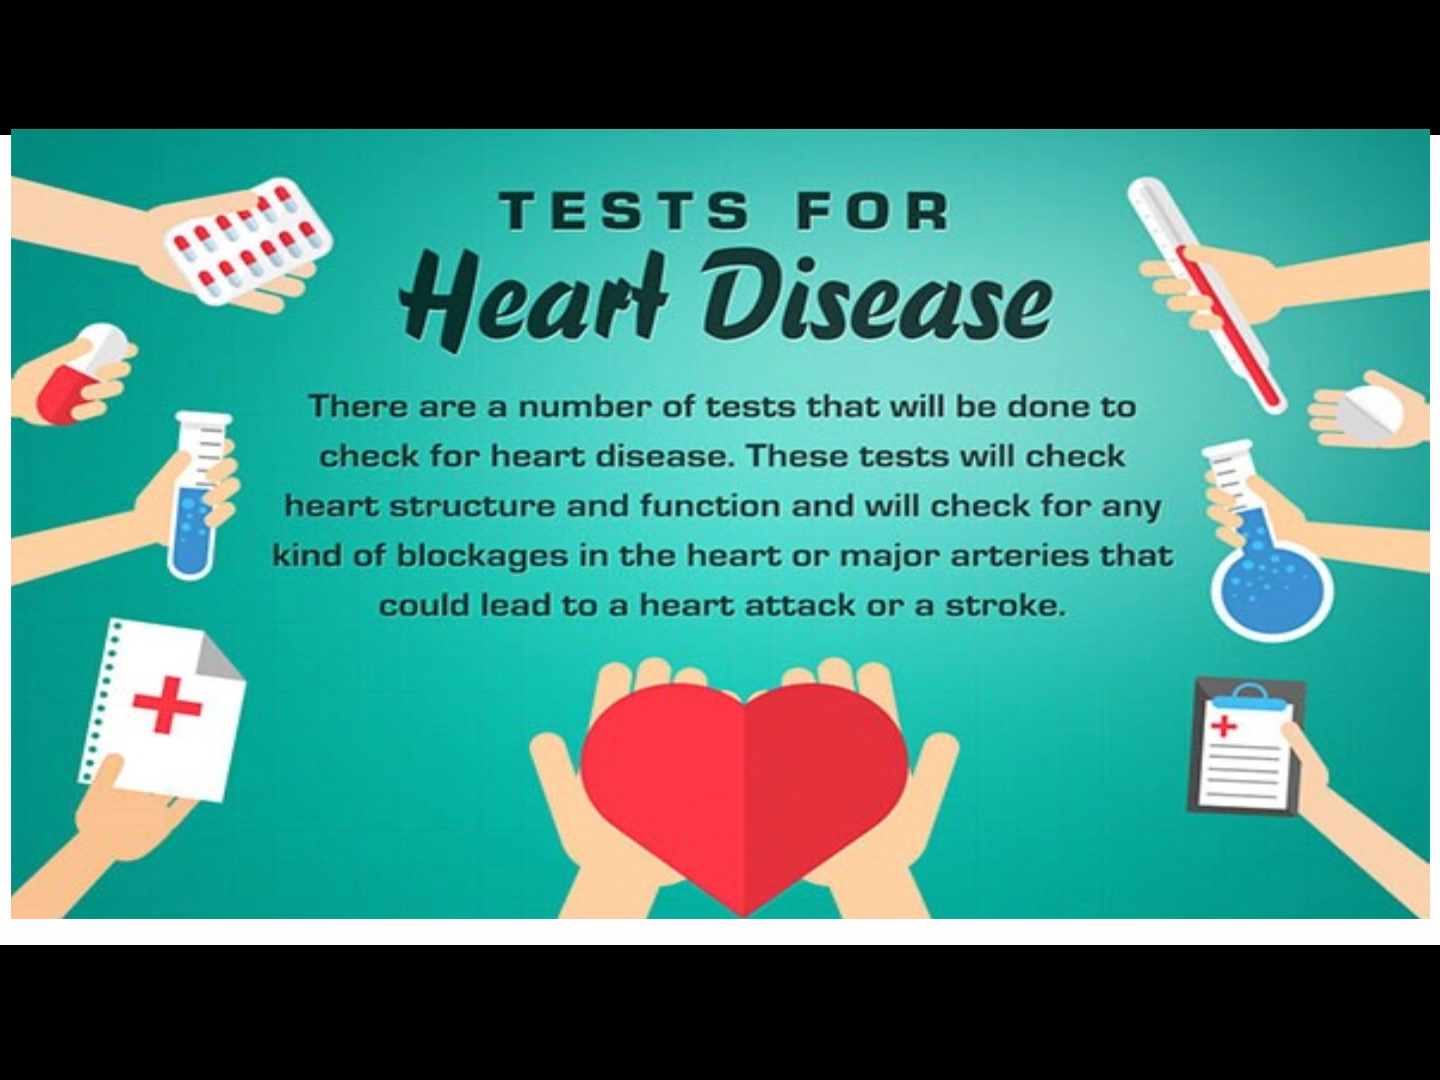 TESTS FOR
Heart Disease
There are a number of tests that will be done to
check for heart disease. These tests will check
heart structure and function and will check for any
kind of blockages in the heart or major arteries that
could lead to a heart attack or a stroke.